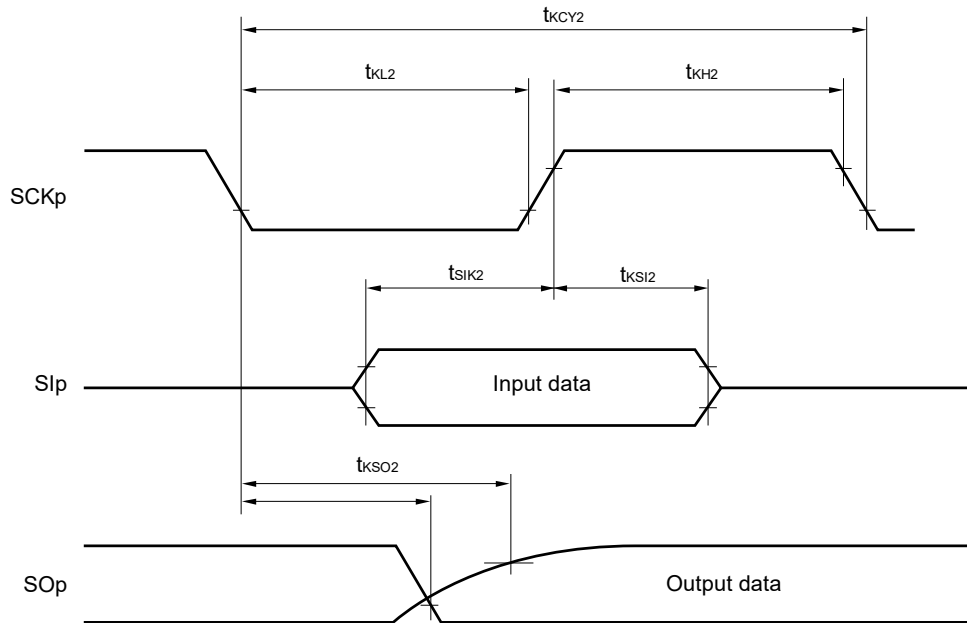 tKCY2
tKL2
tKH2
SCKp
tSIK2
tKSI2
SIp
Input data
tKSO2
SOp
Output data